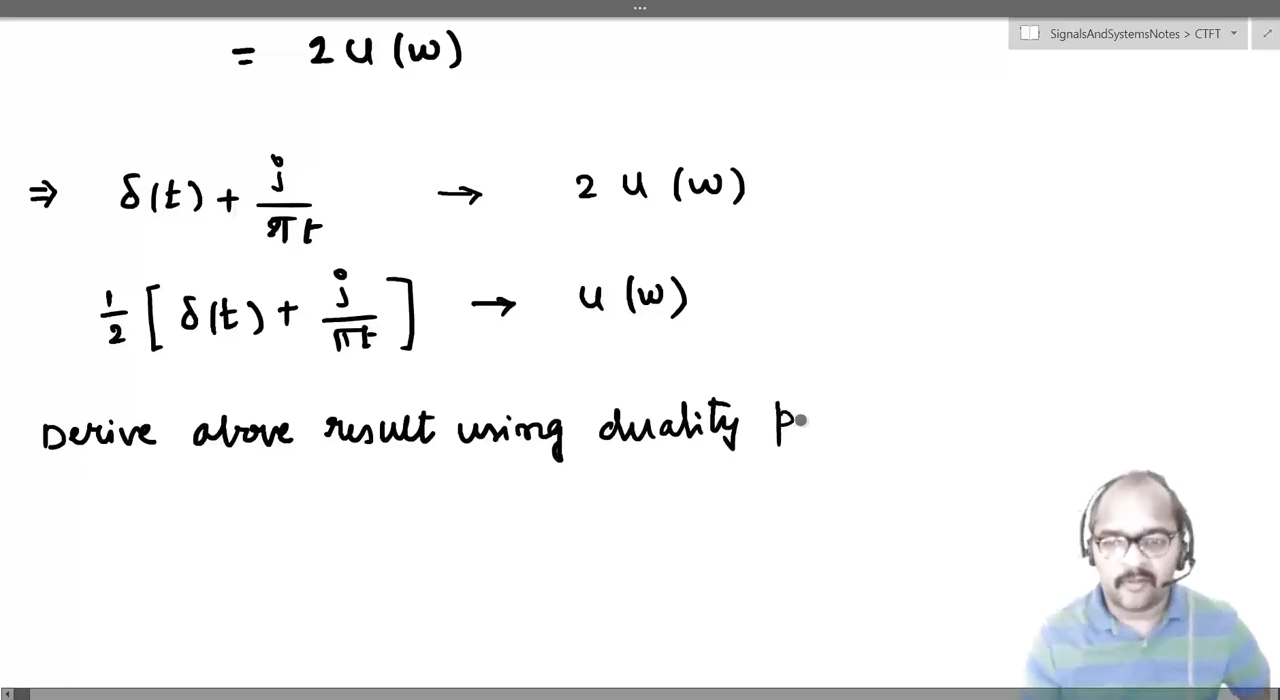 ...
SignalsAndSystemsNotes > CTFT
= 2 u (w)
⇒ δ(t) + j/πt → 2 u (w)
1/2 [ δ(t) + j/πt ] → u (w)
Derive above result using duality p